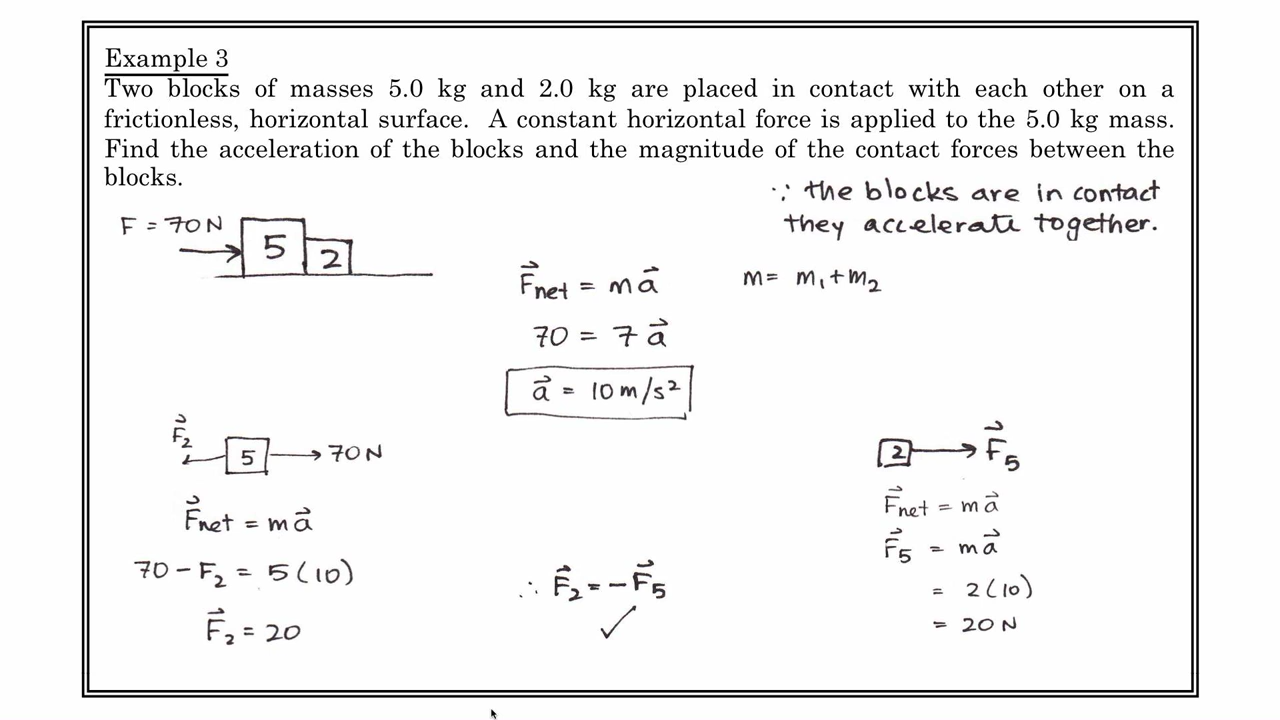 Example 3
Two blocks of masses 5.0 kg and 2.0 kg are placed in contact with each other on a
frictionless, horizontal surface. A constant horizontal force is applied to the 5.0 kg mass.
Find the acceleration of the blocks and the magnitude of the contact forces between the
blocks.
∵ the blocks are in contact
they accelerate together.
F = 70N
5
2
F⃗net = ma⃗
m = m₁+m₂
70 = 7a⃗
a⃗ = 10 m/s²
F⃗₂
5
70N
2
F⃗₅
F⃗net = ma⃗
70 - F₂ = 5(10)
F⃗₂ = 20
∴ F⃗₂ = -F⃗₅
✓
F⃗net = ma⃗
F⃗₅ = ma⃗
= 2(10)
= 20N